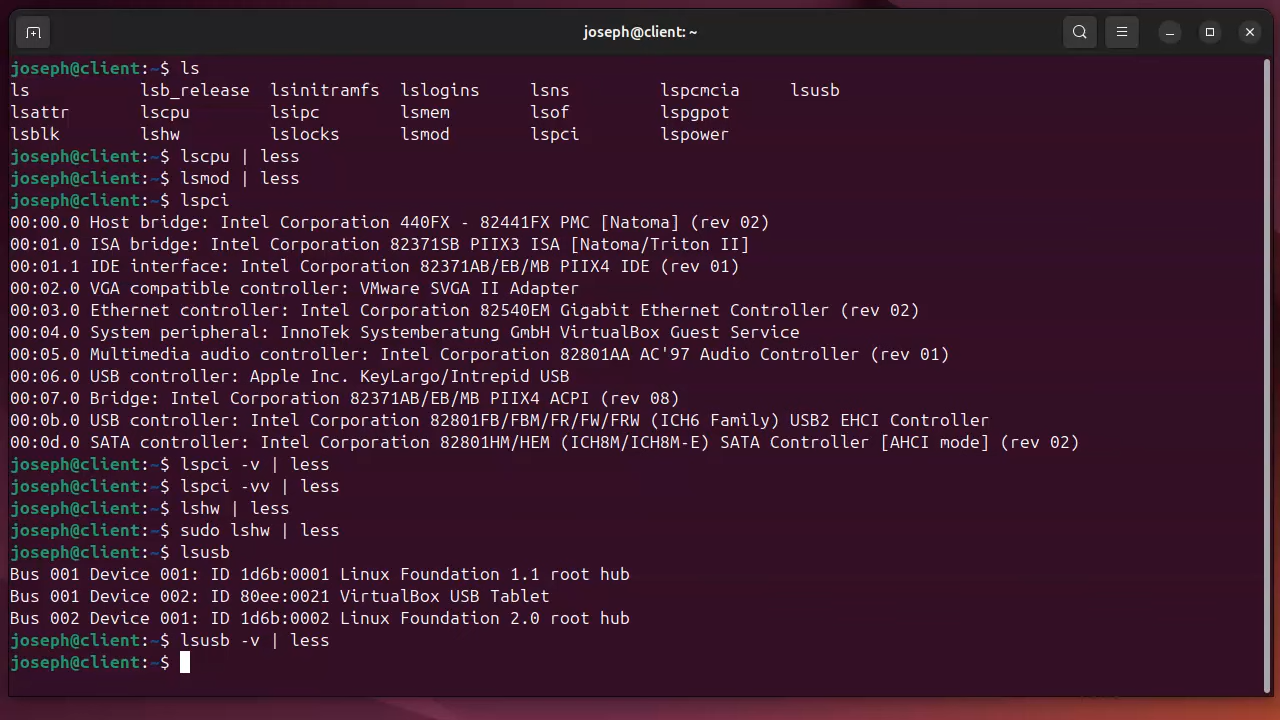 joseph@client: ~
joseph@client:~$ ls
ls lsb_release lsinitramfs lslogins lsns lspcmcia lsusb
lsattr lscpu lsipc lsmem lsof lspgpot
lsblk lshw lslocks lsmod lspci lspower
joseph@client:~$ lscpu | less
joseph@client:~$ lsmod | less
joseph@client:~$ lspci
00:00.0 Host bridge: Intel Corporation 440FX - 82441FX PMC [Natoma] (rev 02)
00:01.0 ISA bridge: Intel Corporation 82371SB PIIX3 ISA [Natoma/Triton II]
00:01.1 IDE interface: Intel Corporation 82371AB/EB/MB PIIX4 IDE (rev 01)
00:02.0 VGA compatible controller: VMware SVGA II Adapter
00:03.0 Ethernet controller: Intel Corporation 82540EM Gigabit Ethernet Controller (rev 02)
00:04.0 System peripheral: InnoTek Systemberatung GmbH VirtualBox Guest Service
00:05.0 Multimedia audio controller: Intel Corporation 82801AA AC'97 Audio Controller (rev 01)
00:06.0 USB controller: Apple Inc. KeyLargo/Intrepid USB
00:07.0 Bridge: Intel Corporation 82371AB/EB/MB PIIX4 ACPI (rev 08)
00:0b.0 USB controller: Intel Corporation 82801FB/FBM/FR/FW/FRW (ICH6 Family) USB2 EHCI Controller
00:0d.0 SATA controller: Intel Corporation 82801HM/HEM (ICH8M/ICH8M-E) SATA Controller [AHCI mode] (rev 02)
joseph@client:~$ lspci -v | less
joseph@client:~$ lspci -vv | less
joseph@client:~$ lshw | less
joseph@client:~$ sudo lshw | less
joseph@client:~$ lsusb
Bus 001 Device 001: ID 1d6b:0001 Linux Foundation 1.1 root hub
Bus 001 Device 002: ID 80ee:0021 VirtualBox USB Tablet
Bus 002 Device 001: ID 1d6b:0002 Linux Foundation 2.0 root hub
joseph@client:~$ lsusb -v | less
joseph@client:~$